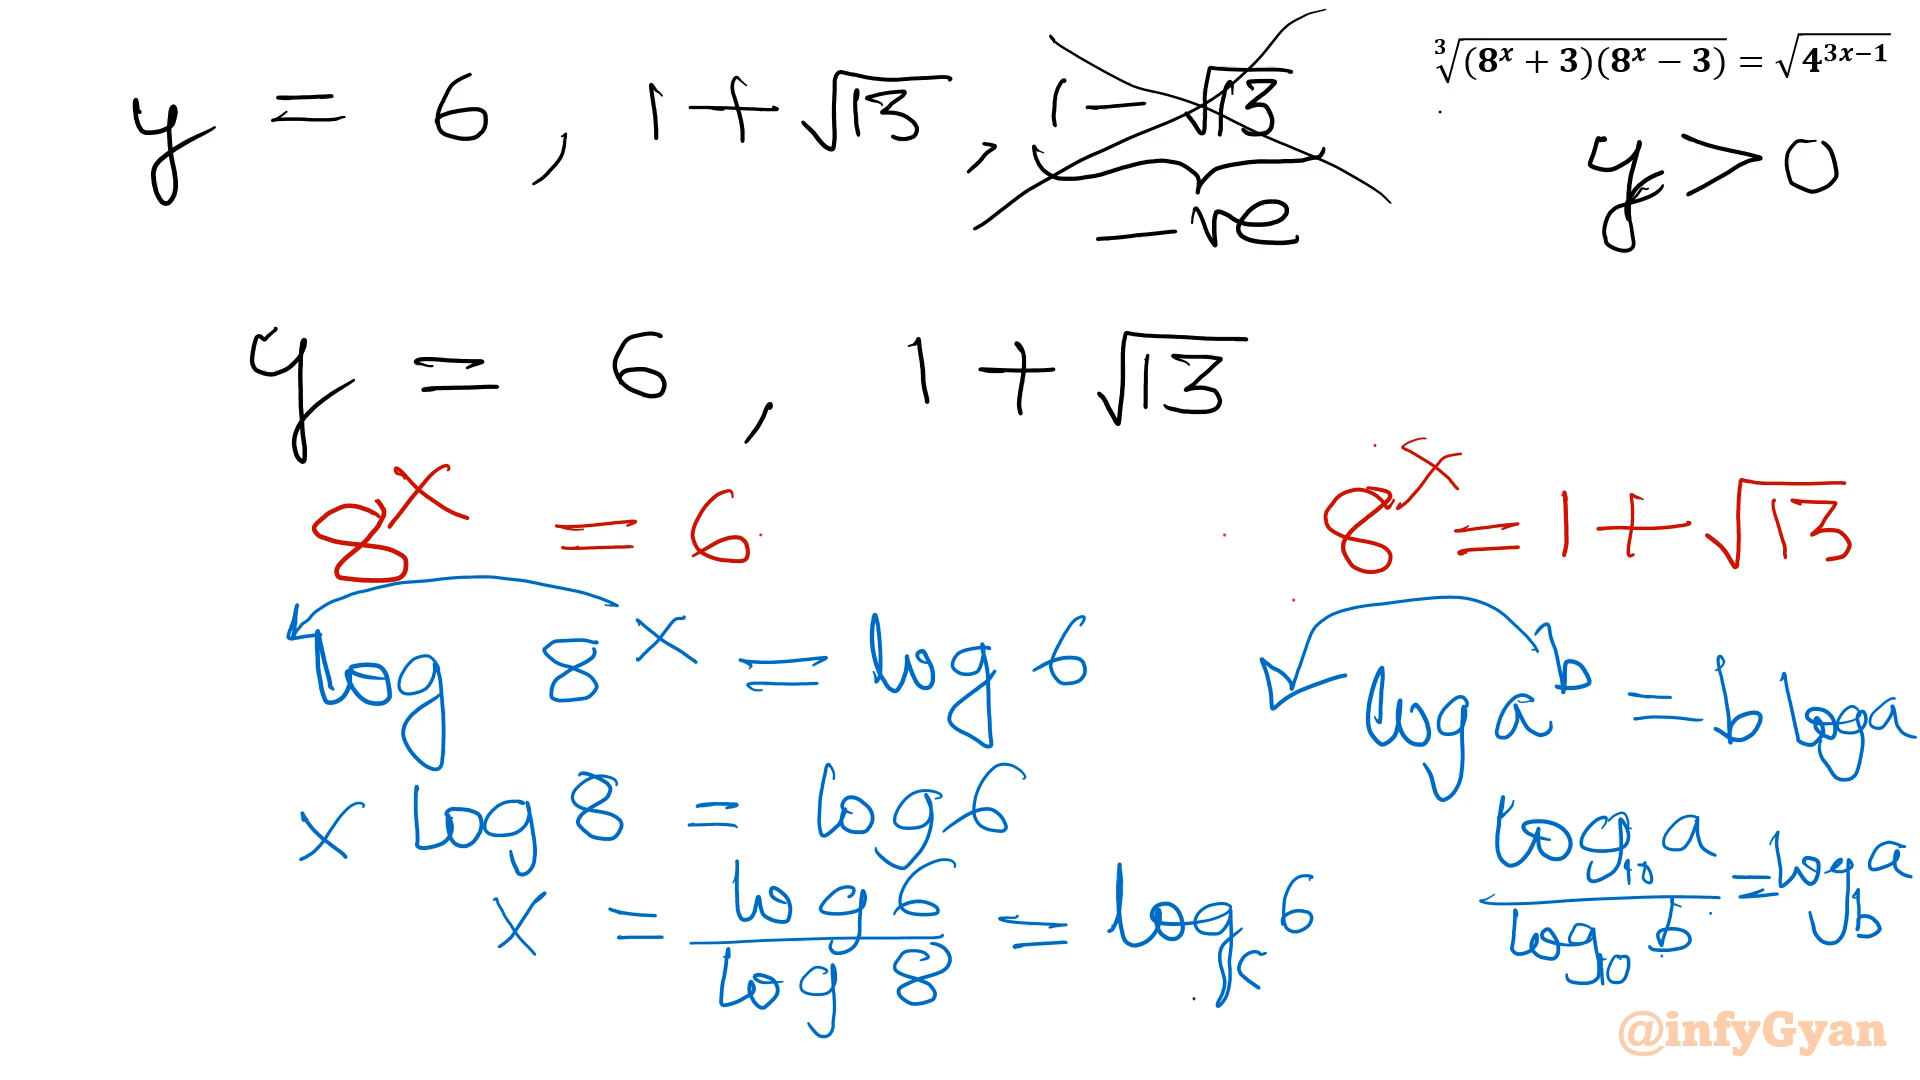 ∛((8ˣ + 3)(8ˣ − 3)) = √(4³ˣ⁻¹)
y = 6 , 1 + √13 , 1 − √13
− ve
y > 0
y = 6 , 1 + √13
8ˣ = 6
8ˣ = 1 + √13
log 8ˣ = log 6
log aᵇ = b log a
x log 8 = log 6
x = log 6 / log 8 = log_c 6
log₁₀ a / log₁₀ b = log_b a
@infyGyan